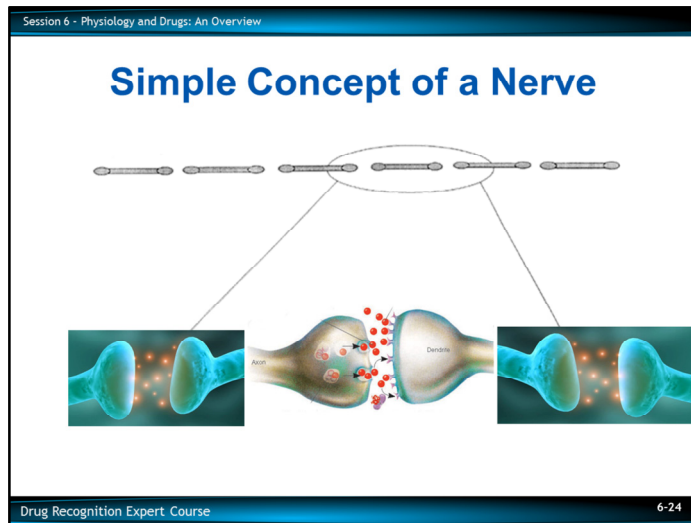 Session 6 - Physiology and Drugs: An Overview
Simple Concept of a Nerve
Axon
Dendrite
Drug Recognition Expert Course
6-24